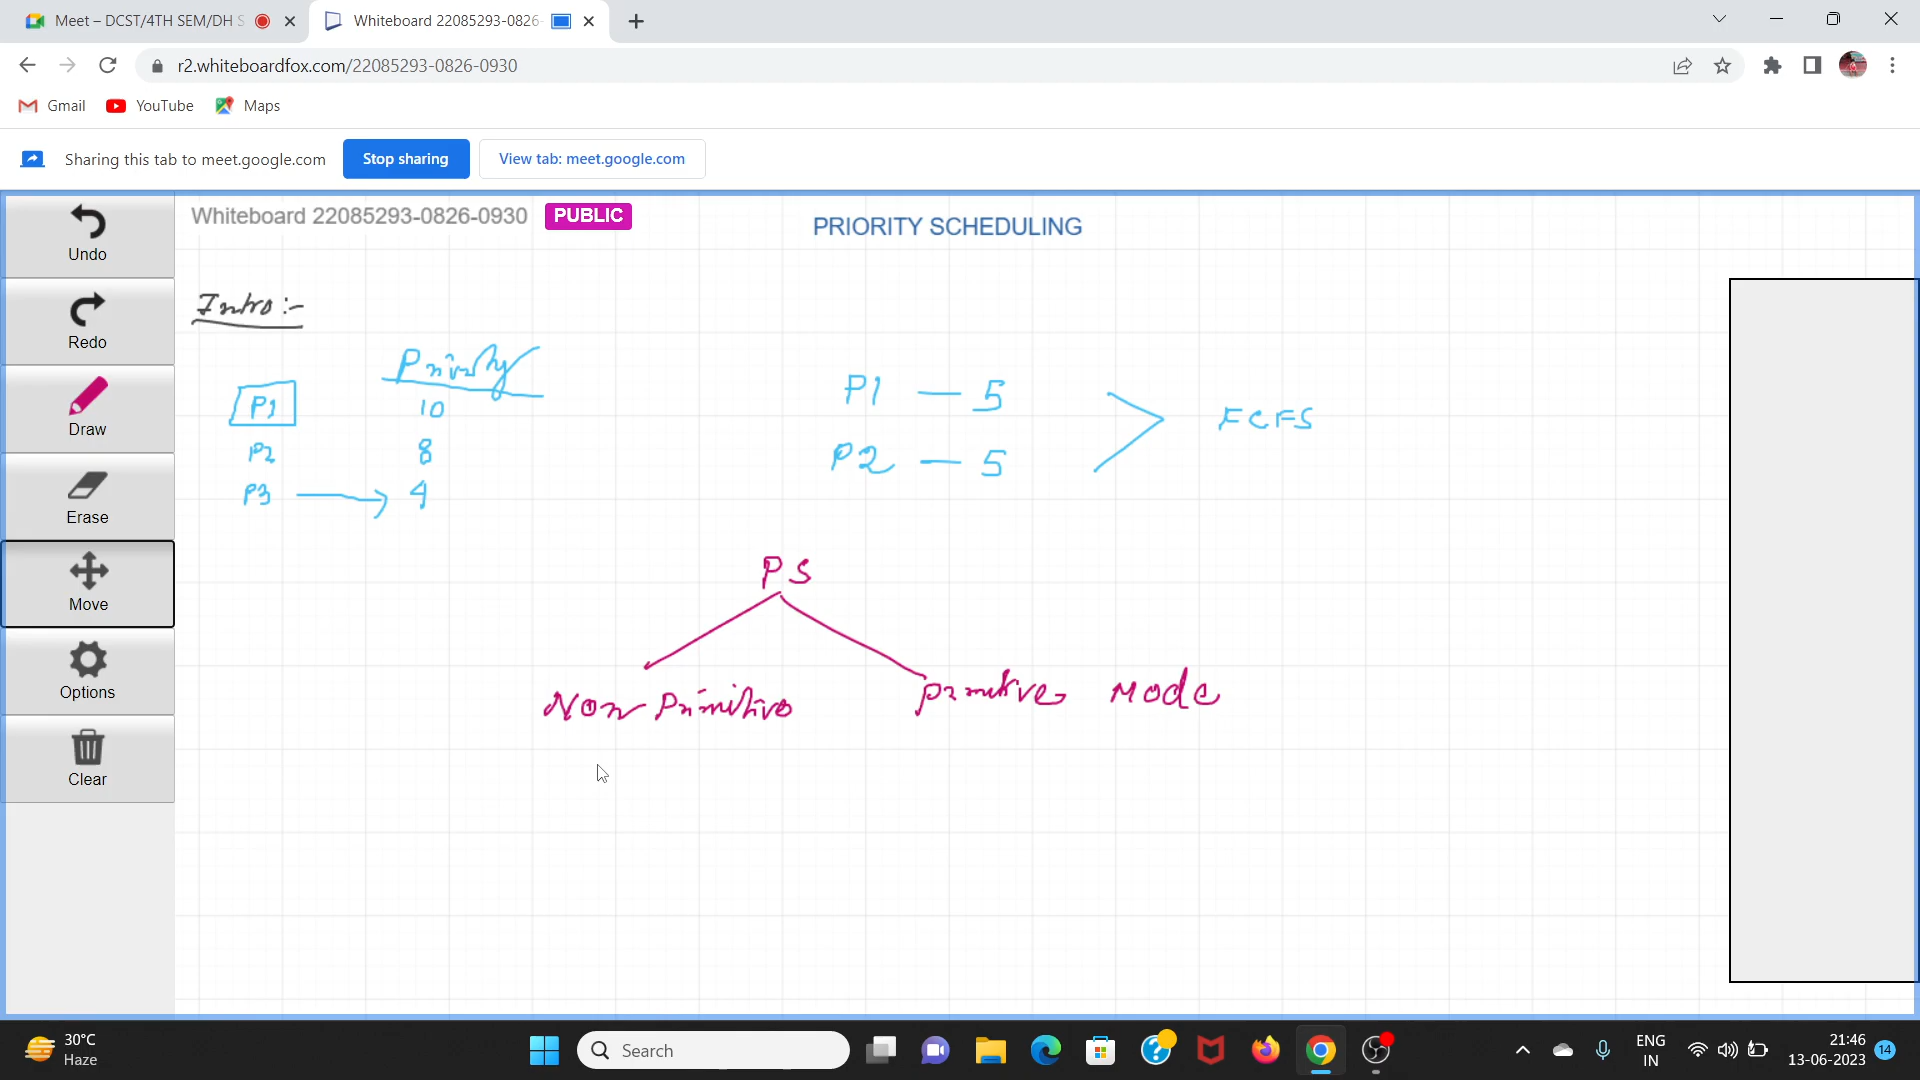 Meet – DCST/4TH SEM/DH S
Whiteboard 22085293-0826-
r2.whiteboardfox.com/22085293-0826-0930
Gmail YouTube Maps
Sharing this tab to meet.google.com Stop sharing View tab: meet.google.com
Whiteboard 22085293-0826-0930 PUBLIC
PRIORITY SCHEDULING
Undo
Redo
Draw
Erase
Move
Options
Clear
Intro :-
Priority
P1 10
P2 8
P3 → 4
P1 — 5
P2 — 5
FCFS
PS
Non Primitive
Primitive Mode
30°C
Haze
Search
ENG
IN
21:46
13-06-2023
14